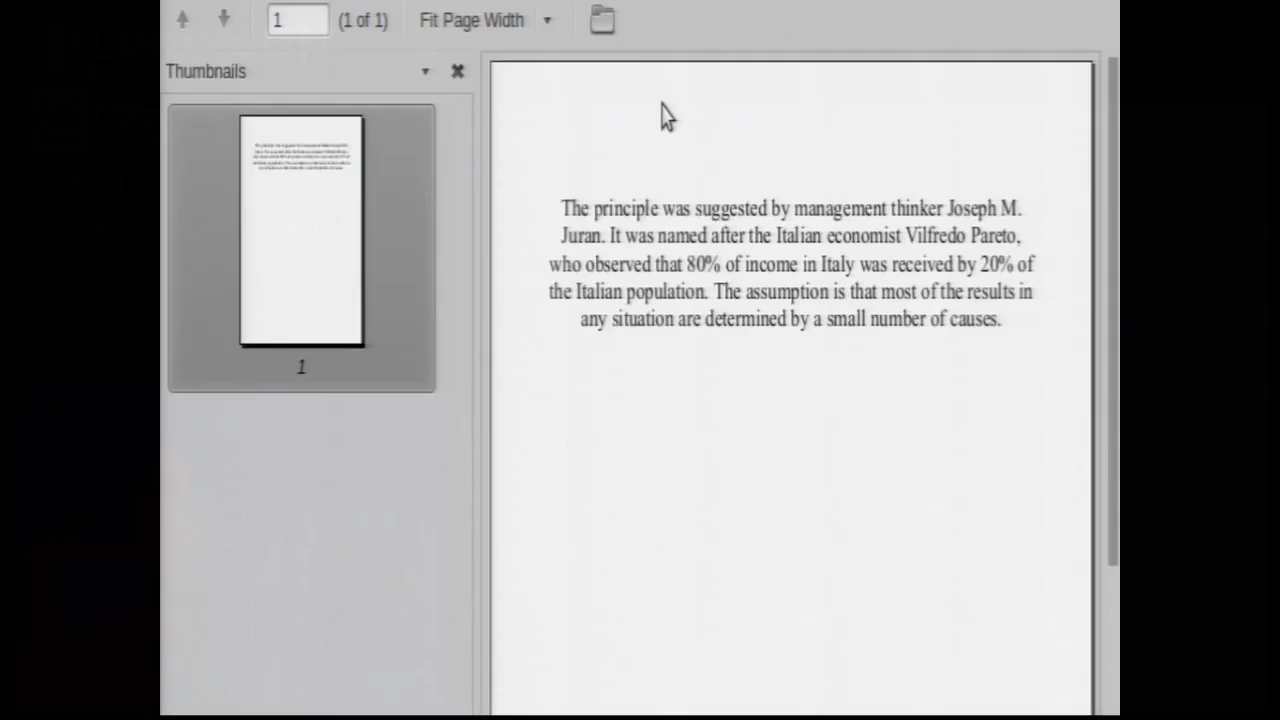 1 (1 of 1) Fit Page Width
Thumbnails
1
The principle was suggested by management thinker Joseph M.
Juran. It was named after the Italian economist Vilfredo Pareto,
who observed that 80% of income in Italy was received by 20% of
the Italian population. The assumption is that most of the results in
any situation are determined by a small number of causes.